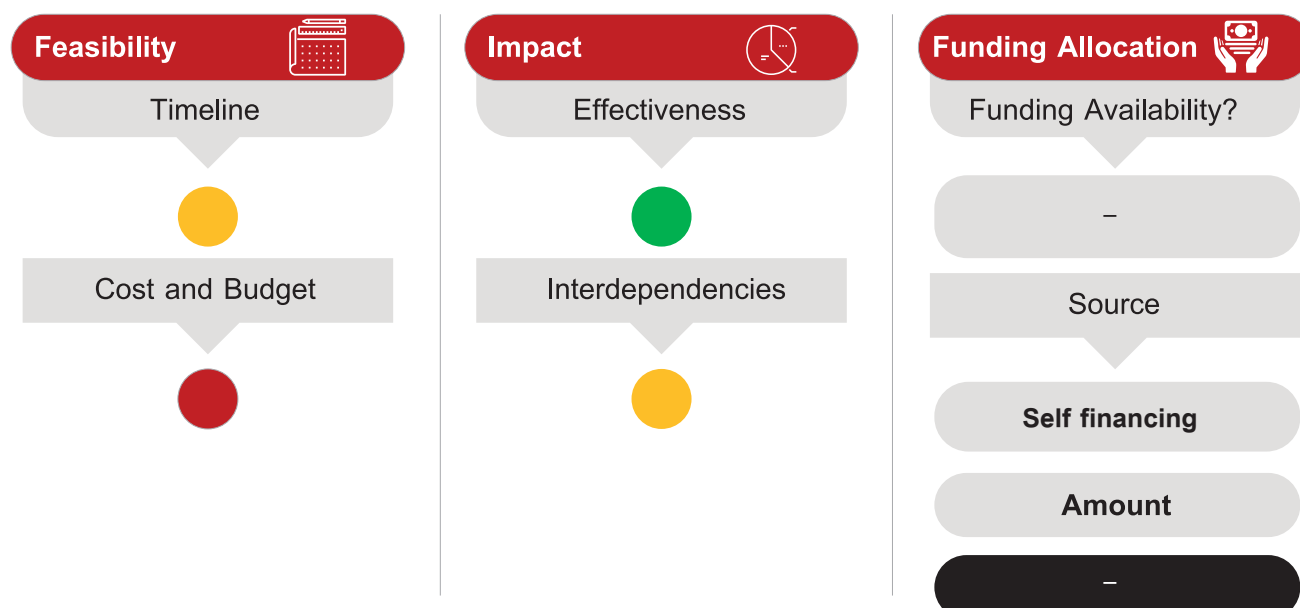 Feasibility
Timeline
Cost and Budget
Impact
Effectiveness
Interdependencies
Funding Allocation
Funding Availability?
–
Source
Self financing
Amount
–